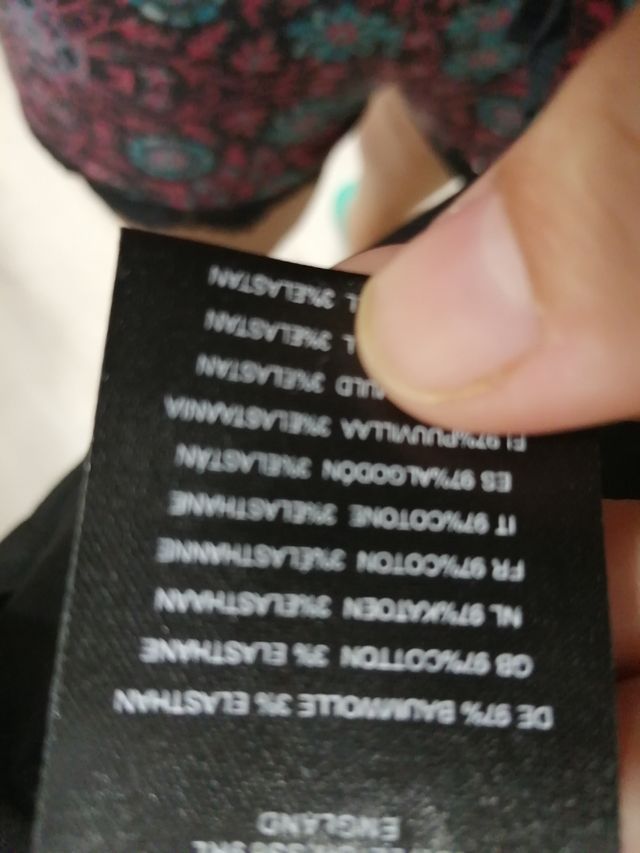 ENGLAND
DE 97% BAUMWOLLE 3% ELASTHAN
GB 97%COTTON 3% ELASTHANE
NL 97%KATOEN 3%ELASTHAAN
FR 97%COTON 3%ÉLASTHANNE
IT 97%COTONE 3%ELASTHANE
ES 97%ALGODÓN 3%ELASTÁN
FI 97%PUUVILLAA 3%ELASTAANIA
3%ELASTAN
3%ELASTAN
3%ELASTAN